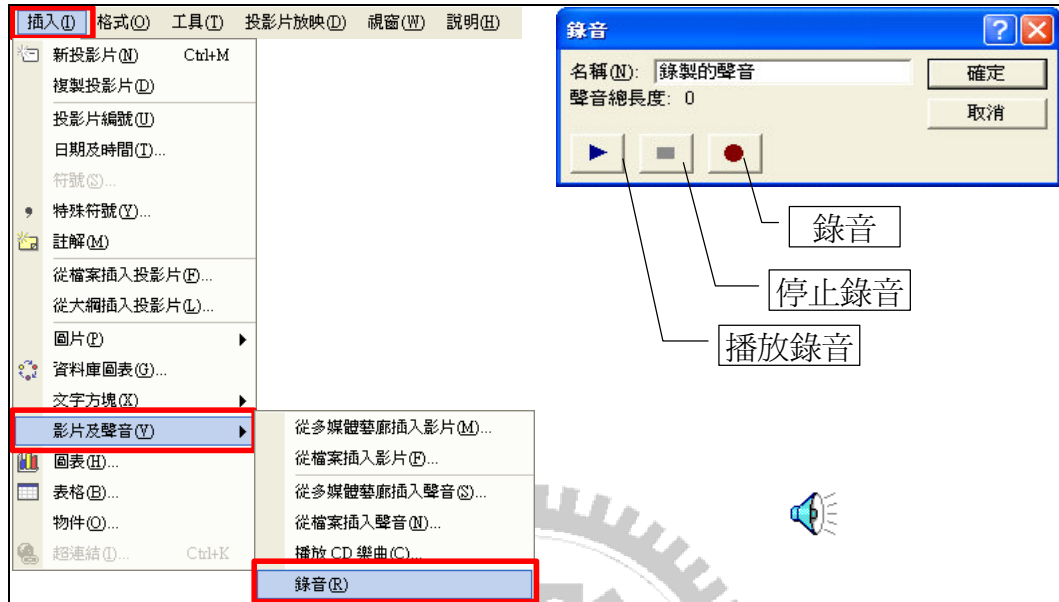 插入(I) 格式(O) 工具(T) 投影片放映(D) 視窗(W) 說明(H)
新投影片(N) Ctrl+M
複製投影片(D)
投影片編號(U)
日期及時間(T)...
符號(S)...
特殊符號(Y)...
註解(M)
從檔案插入投影片(F)...
從大綱插入投影片(L)...
圖片(P)
資料庫圖表(G)...
文字方塊(X)
影片及聲音(V)
圖表(H)...
表格(B)...
物件(O)...
超連結(I)... Ctrl+K
從多媒體藝廊插入影片(M)...
從檔案插入影片(F)...
從多媒體藝廊插入聲音(S)...
從檔案插入聲音(N)...
播放 CD 樂曲(C)...
錄音(R)
錄音
名稱(N): 錄製的聲音
確定
聲音總長度: 0
取消
錄音
停止錄音
播放錄音